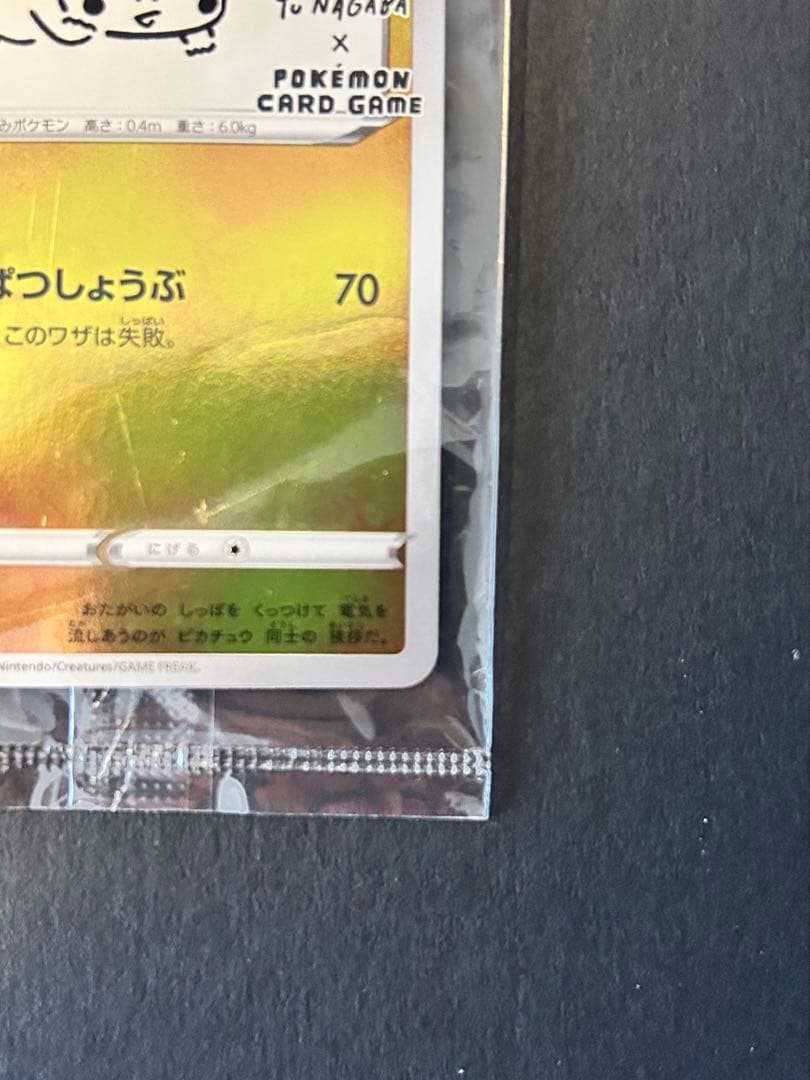 YU NAGABA
×
POKÉMON
CARD GAME
みポケモン 高さ：0.4m 重さ：6.0kg
ぱつしょうぶ 70
このワザは失敗。
にげる
おたがいの しっぽを くっつけて 電気を
流しあうのが ピカチュウ 同士の 挨拶だ。
Nintendo/Creatures/GAME FREAK.